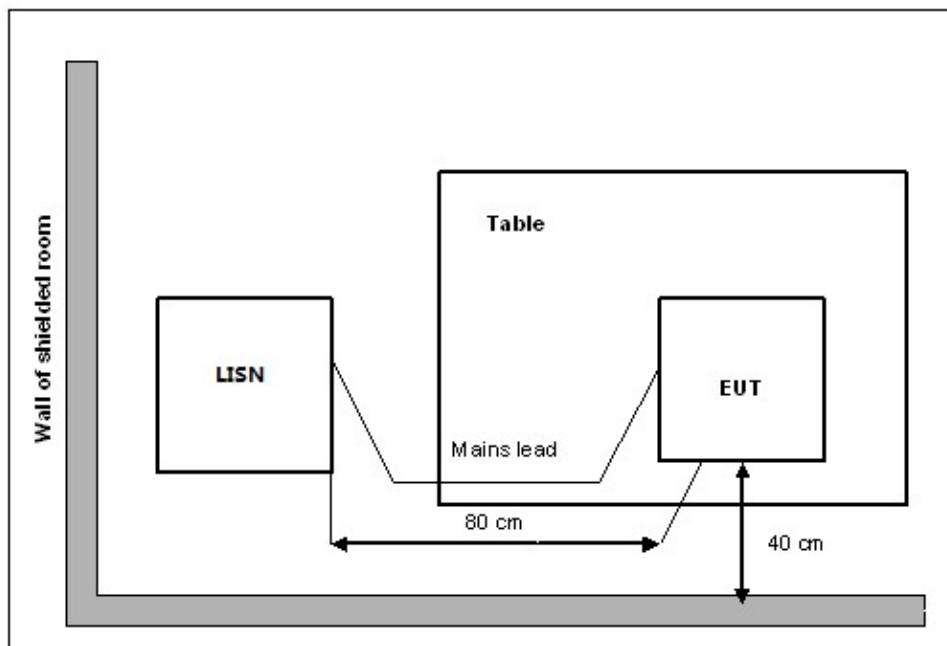 Wall of shielded room
Table
LISN
EUT
Mains lead
80 cm
40 cm